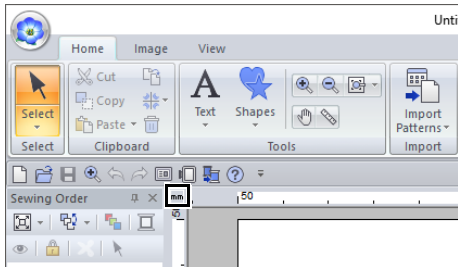 Unti
Home Image View
Select
Cut
Copy
Paste
Text
Shapes
Import
Patterns
Select Clipboard Tools Import
Sewing Order
mm
50